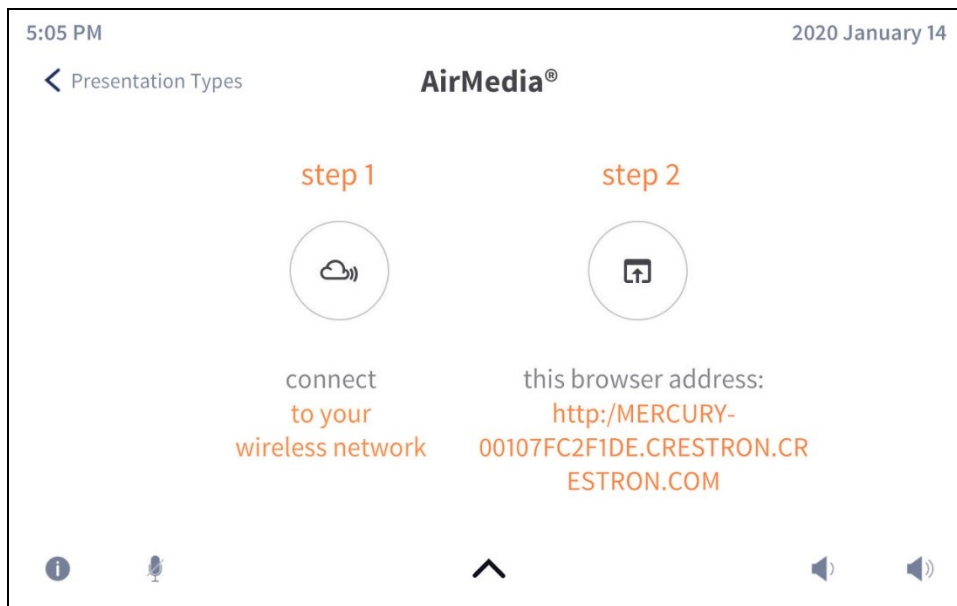 5:05 PM
2020 January 14
Presentation Types
AirMedia®
step 1
step 2
connect
to your
wireless network
this browser address:
http:/MERCURY-
00107FC2F1DE.CRESTRON.CR
ESTRON.COM